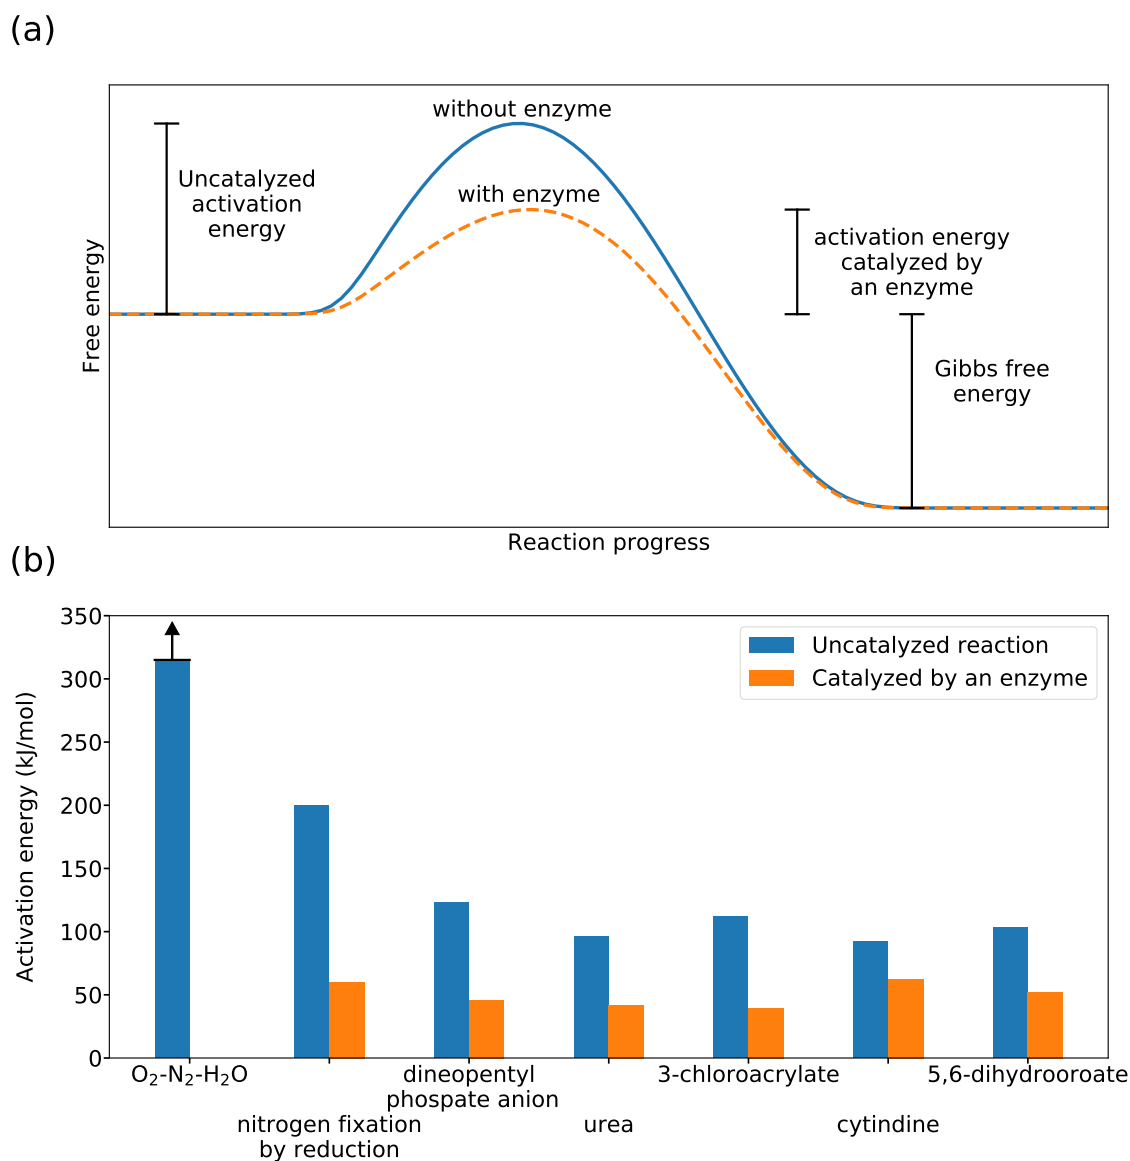 (a)
without enzyme
with enzyme
Uncatalyzed
activation
energy
activation energy
catalyzed by
an enzyme
Gibbs free
energy
Free energy
Reaction progress
(b)
350
300
250
200
150
100
50
0
Activation energy (kJ/mol)
Uncatalyzed reaction
Catalyzed by an enzyme
O₂-N₂-H₂O
nitrogen fixation
by reduction
dineopentyl
phospate anion
urea
3-chloroacrylate
cytindine
5,6-dihydrooroate